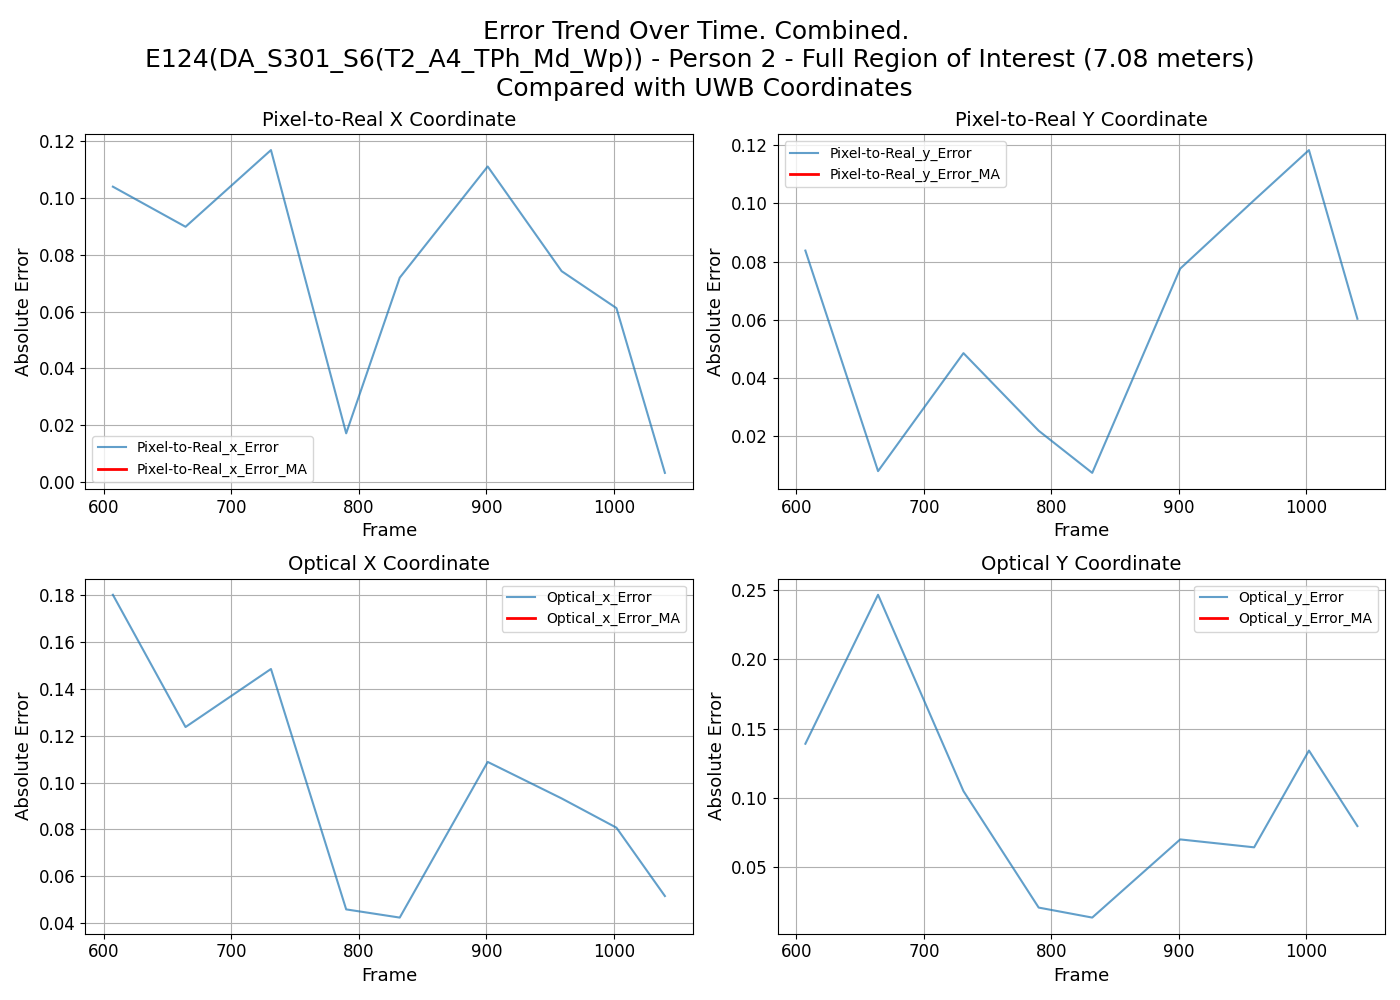 Error Trend Over Time. Combined.
E124(DA_S301_S6(T2_A4_TPh_Md_Wp)) - Person 2 - Full Region of Interest (7.08 meters)
Compared with UWB Coordinates
Pixel-to-Real X Coordinate
Absolute Error
0.12
0.10
0.08
0.06
0.04
0.02
0.00
Pixel-to-Real_x_Error
Pixel-to-Real_x_Error_MA
600 700 800 900 1000
Frame
Pixel-to-Real Y Coordinate
Absolute Error
0.12
0.10
0.08
0.06
0.04
0.02
Pixel-to-Real_y_Error
Pixel-to-Real_y_Error_MA
600 700 800 900 1000
Frame
Optical X Coordinate
Absolute Error
0.18
0.16
0.14
0.12
0.10
0.08
0.06
0.04
Optical_x_Error
Optical_x_Error_MA
600 700 800 900 1000
Frame
Optical Y Coordinate
Absolute Error
0.25
0.20
0.15
0.10
0.05
Optical_y_Error
Optical_y_Error_MA
600 700 800 900 1000
Frame